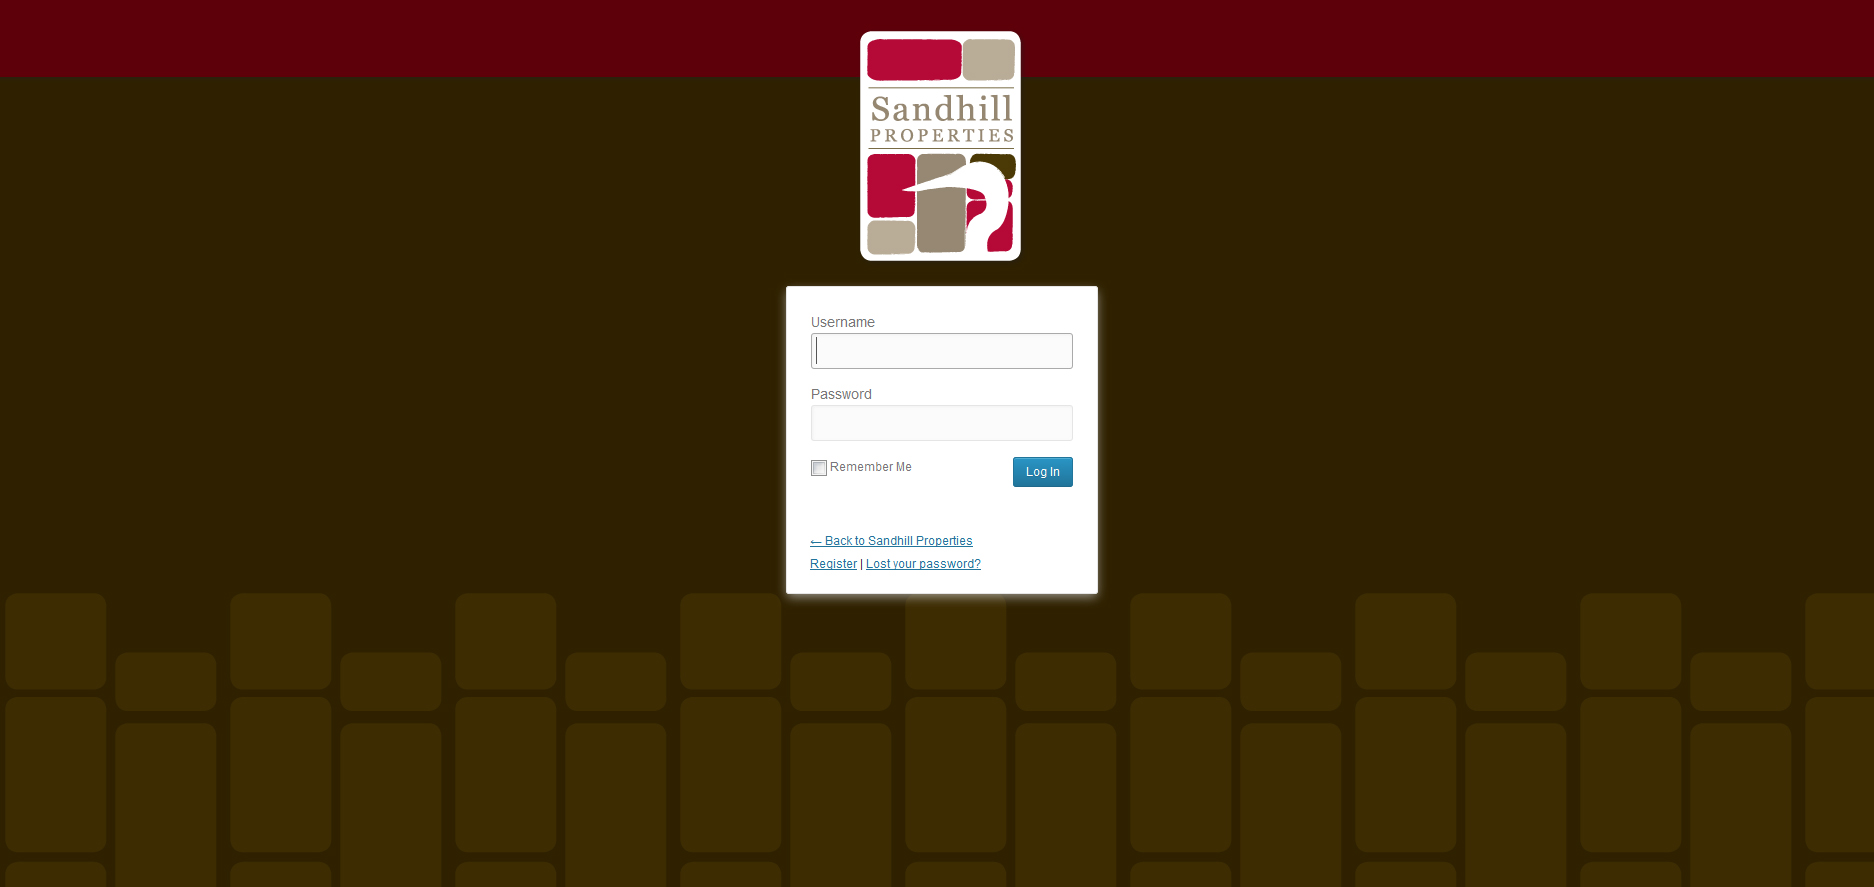 Sandhill
PROPERTIES
Username
Password
Remember Me
Log In
← Back to Sandhill Properties
Register | Lost your password?